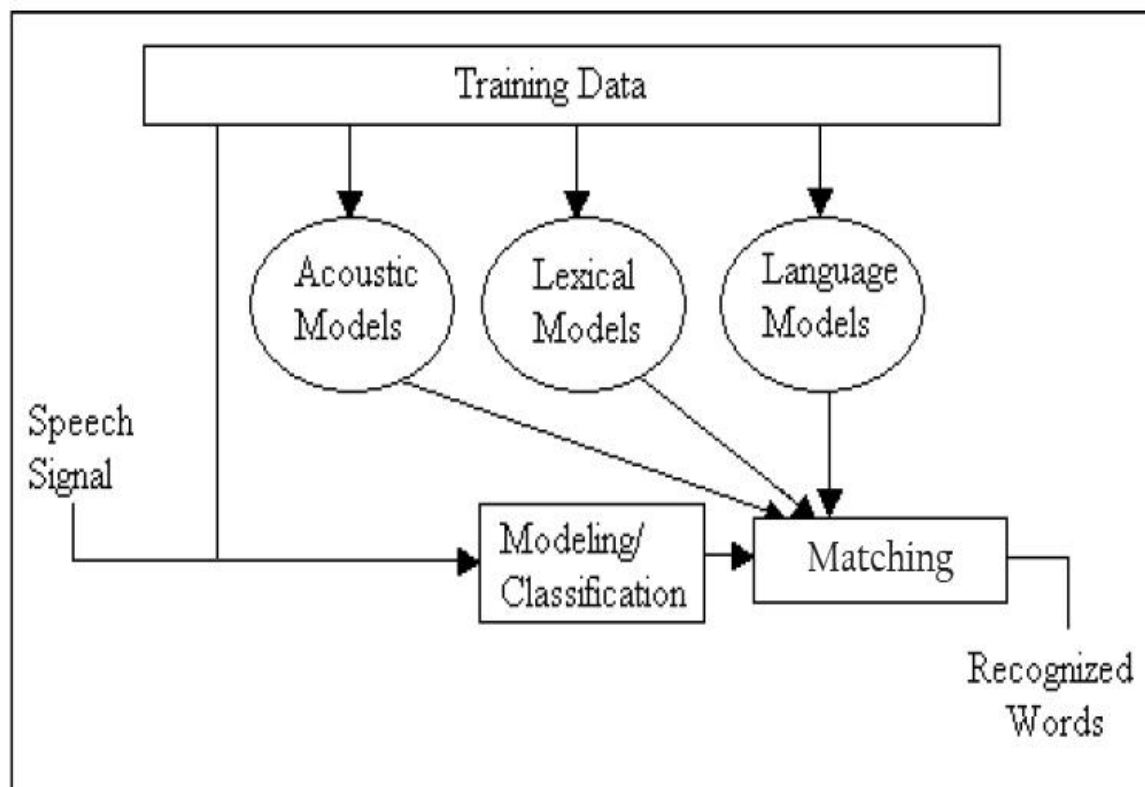 Training Data
Acoustic
Models
Lexical
Models
Language
Models
Speech
Signal
Modeling/
Classification
Matching
Recognized
Words